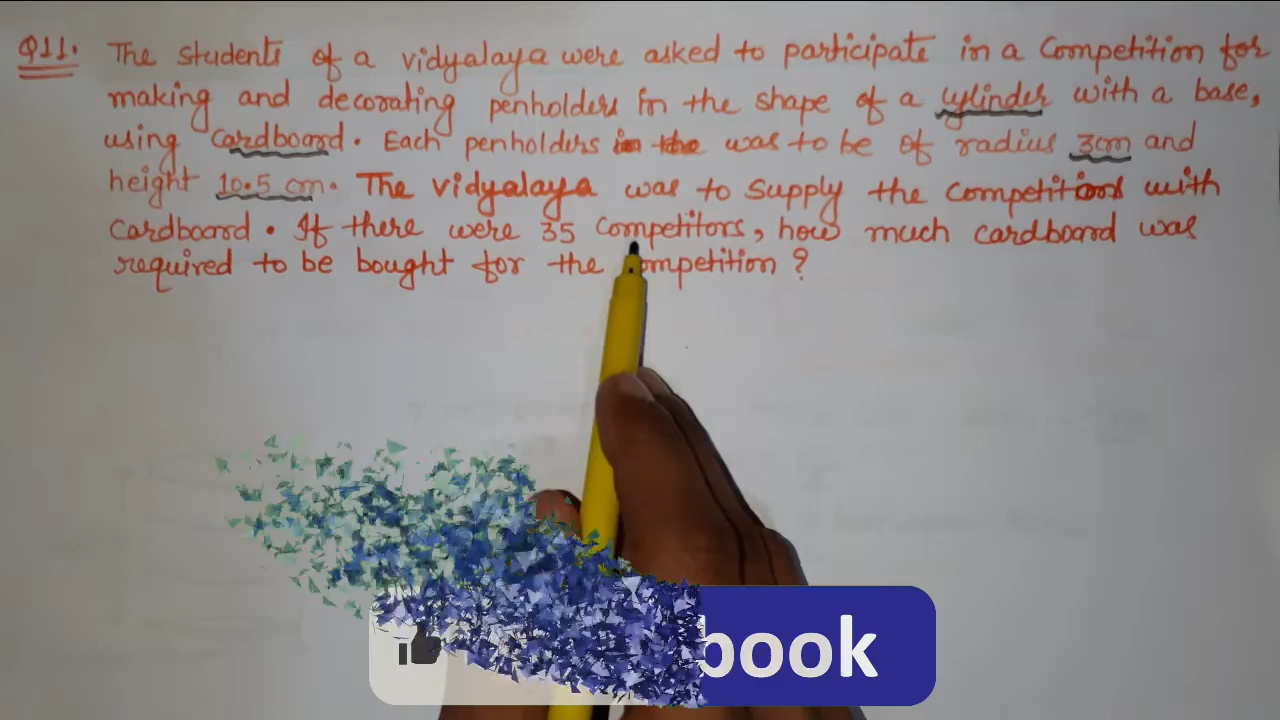 Q11. The students of a vidyalaya were asked to participate in a Competition for
making and decorating penholders in the shape of a cylinder with a base,
using cardboard. Each penholders in the was to be of radius 3cm and
height 10.5 cm. The vidyalaya was to supply the competitors with
cardboard. If there were 35 competitors, how much cardboard was
required to be bought for the ompetition ?
book